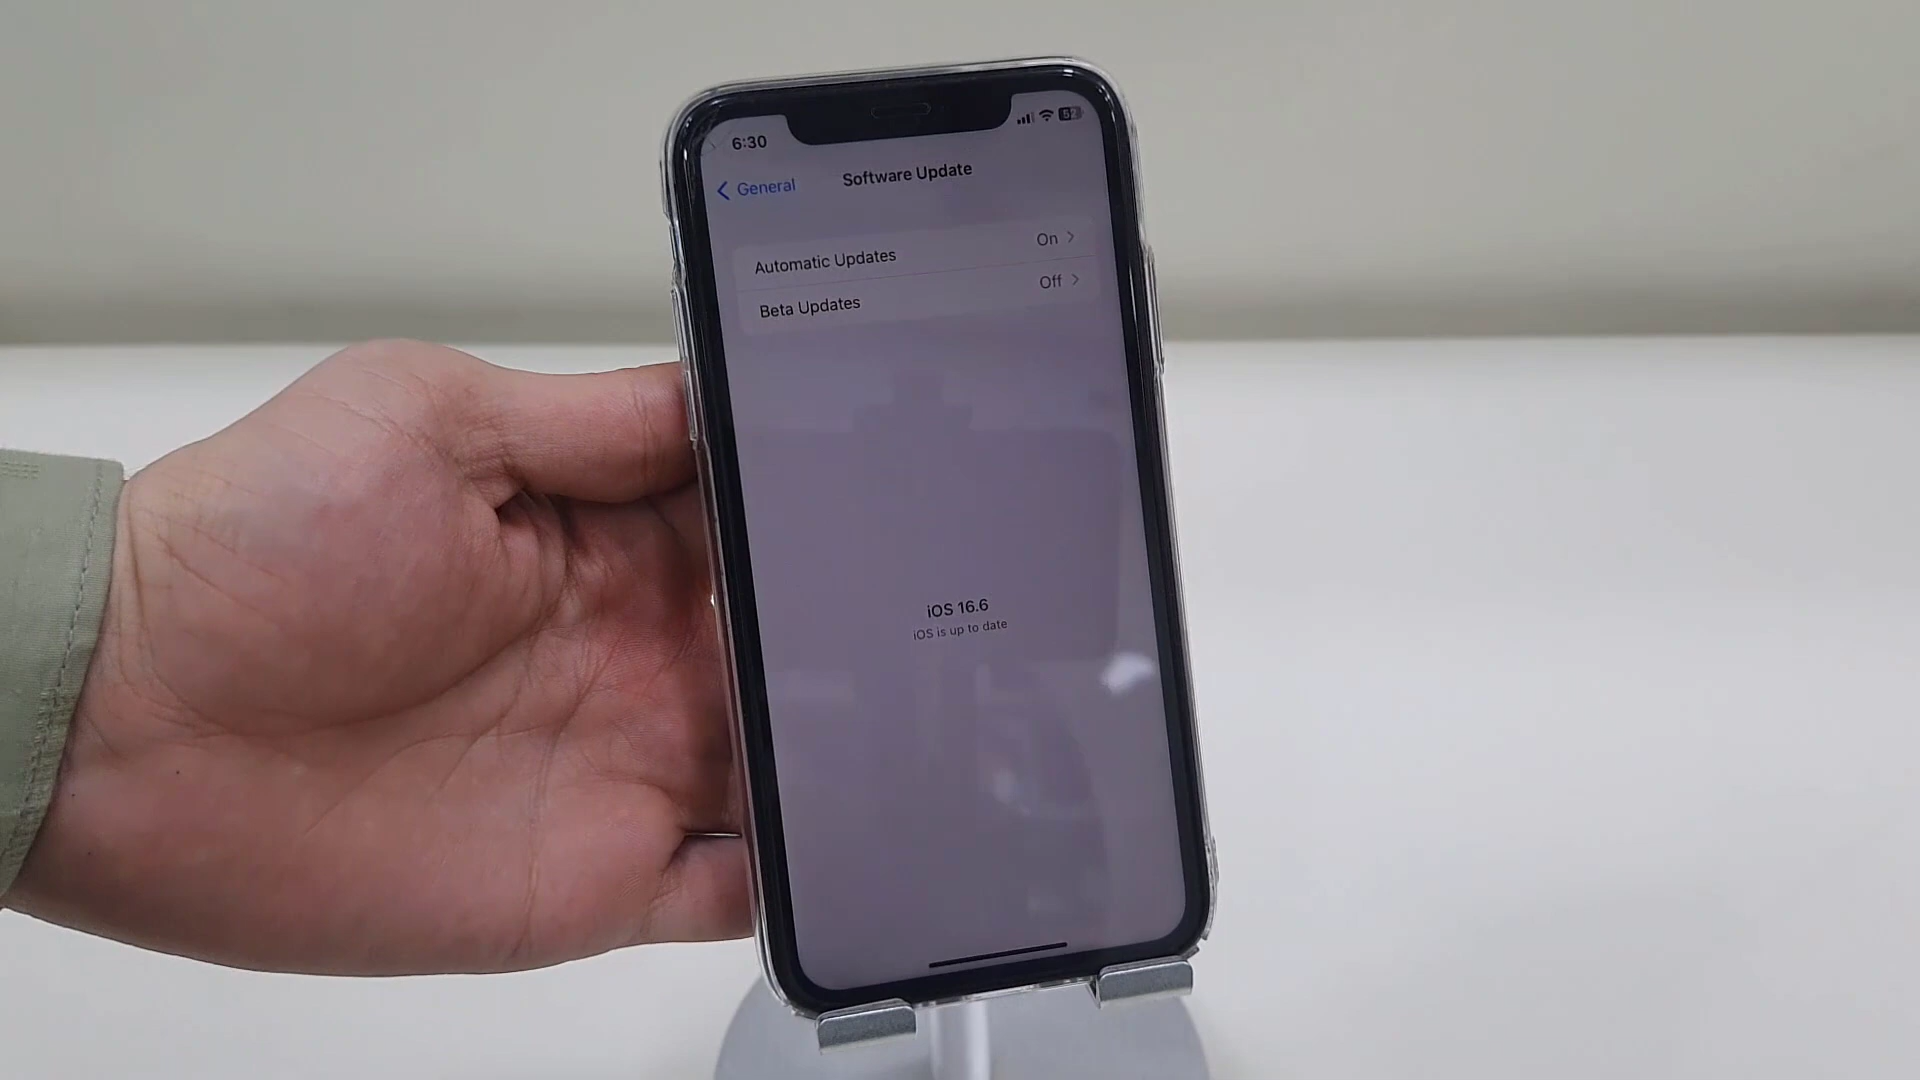 6:30
52
General
Software Update
Automatic Updates
On
Beta Updates
Off
iOS 16.6
iOS is up to date